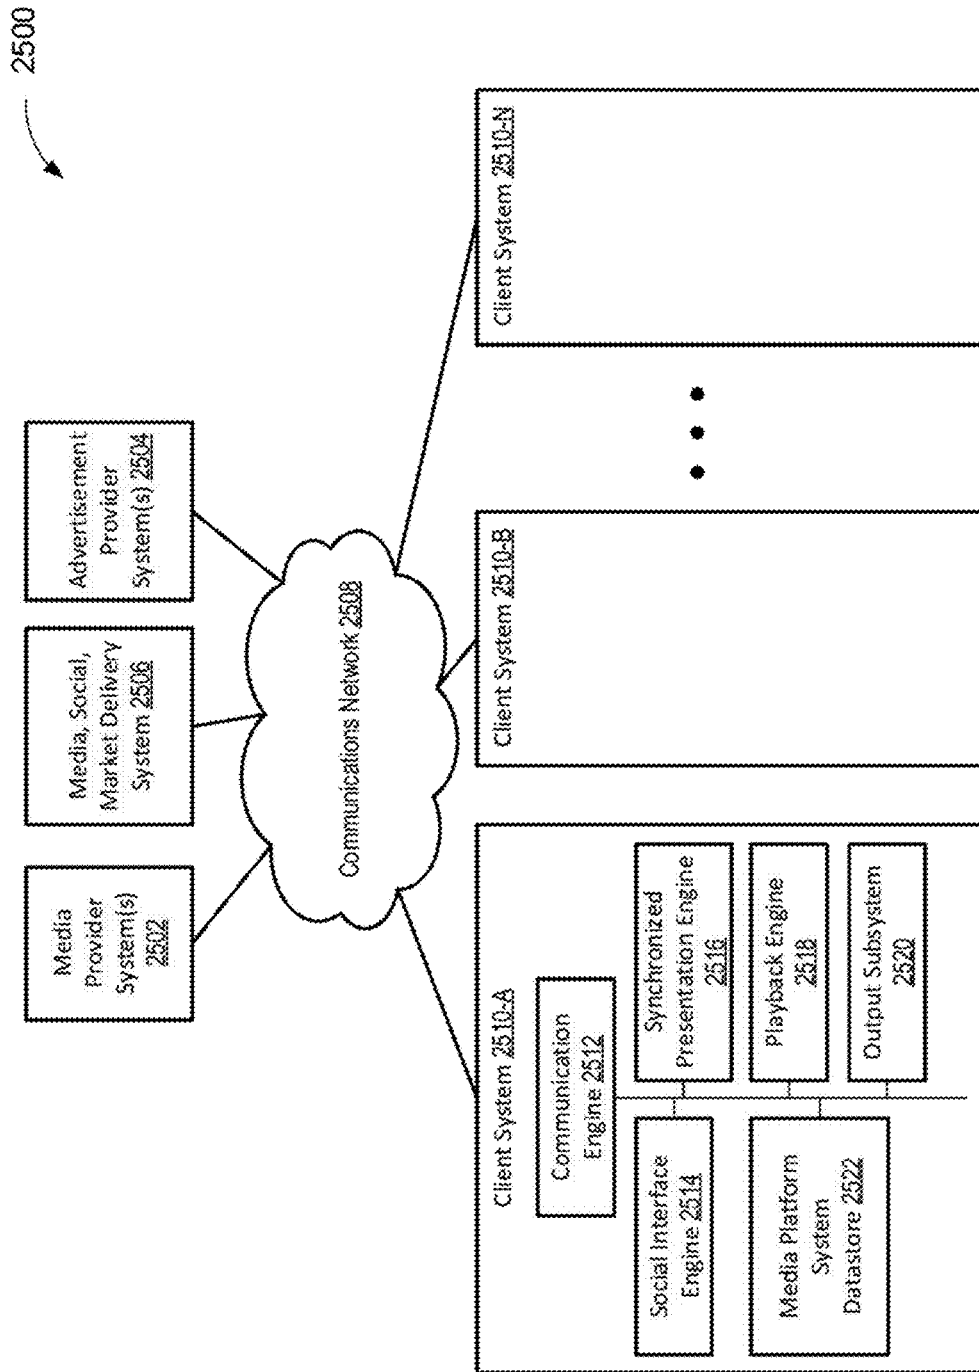 2500
Media
Provider
System(s)
2502
Media, Social,
Market Delivery
System 2506
Advertisement
Provider
System(s) 2504
Communications Network 2508
Client System 2510-A
Communication
Engine 2512
Social Interface
Engine 2514
Synchronized
Presentation Engine
2516
Media Platform
System
Datastore 2522
Playback Engine
2518
Output Subsystem
2520
Client System 2510-B
Client System 2510-N